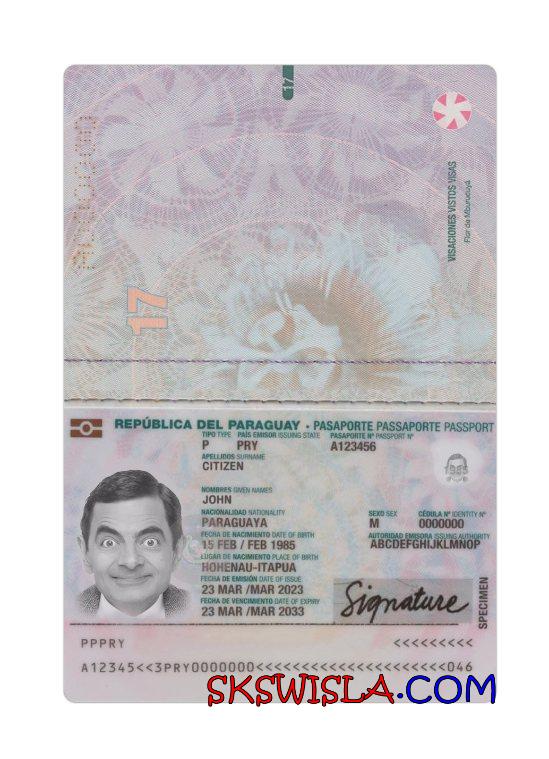 17
VISACIONES VISTOS VISAS
Flor de Mburucuyá
17
REPÚBLICA DEL PARAGUAY · PASAPORTE PASSAPORTE PASSPORT
TIPO TYPE PAÍS EMISOR ISSUING STATE PASAPORTE Nº PASSPORT Nº
P PRY A123456
APELLIDOS SURNAME
CITIZEN
NOMBRES GIVEN NAMES
JOHN
NACIONALIDAD NATIONALITY SEXO SEX CÉDULA Nº IDENTITY Nº
PARAGUAYA M 0000000
FECHA DE NACIMIENTO DATE OF BIRTH AUTORIDAD EMISORA ISSUING AUTHORITY
15 FEB / FEB 1985 ABCDEFGHIJKLMNOP
LUGAR DE NACIMIENTO PLACE OF BIRTH
HOHENAU-ITAPUA
FECHA DE EMISIÓN DATE OF ISSUE
23 MAR /MAR 2023
FECHA DE VENCIMIENTO DATE OF EXPIRY
23 MAR /MAR 2033
Signature
SPECIMEN
PPPRY <<<<<<<<<
A12345<<3PRY0000000<<<<<<<<<<<<<<<<<<<<<<<046
SKSWISLA.COM